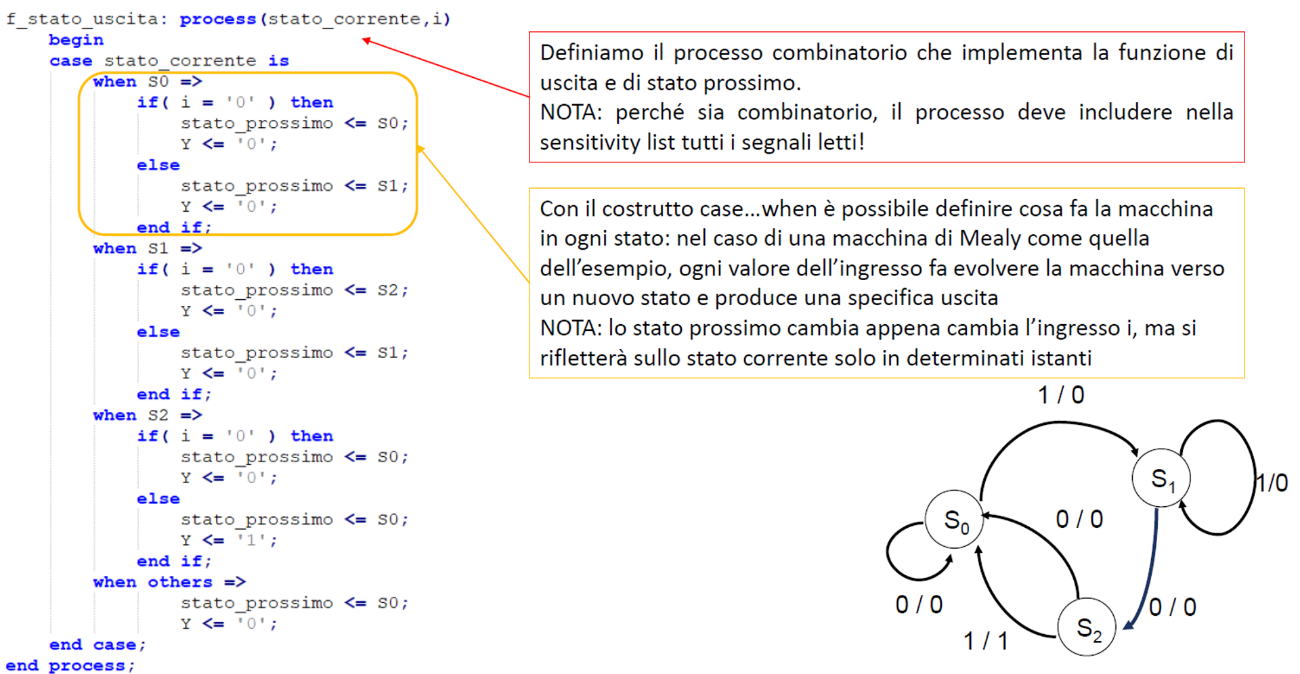 f_stato_uscita: process(stato_corrente,i)
begin
case stato_corrente is
when S0 =>
if( i = '0' ) then
stato_prossimo <= S0;
Y <= '0';
else
stato_prossimo <= S1;
Y <= '0';
end if;
when S1 =>
if( i = '0' ) then
stato_prossimo <= S2;
Y <= '0';
else
stato_prossimo <= S1;
Y <= '0';
end if;
when S2 =>
if( i = '0' ) then
stato_prossimo <= S0;
Y <= '0';
else
stato_prossimo <= S0;
Y <= '1';
end if;
when others =>
stato_prossimo <= S0;
Y <= '0';
end case;
end process;
Definiamo il processo combinatorio che implementa la funzione di
uscita e di stato prossimo.
NOTA: perché sia combinatorio, il processo deve includere nella
sensitivity list tutti i segnali letti!
Con il costrutto case…when è possibile definire cosa fa la macchina
in ogni stato: nel caso di una macchina di Mealy come quella
dell’esempio, ogni valore dell’ingresso fa evolvere la macchina verso
un nuovo stato e produce una specifica uscita
NOTA: lo stato prossimo cambia appena cambia l’ingresso i, ma si
rifletterà sullo stato corrente solo in determinati istanti
1 / 0
S1
1/0
S0
0 / 0
0 / 0
0 / 0
S2
1 / 1